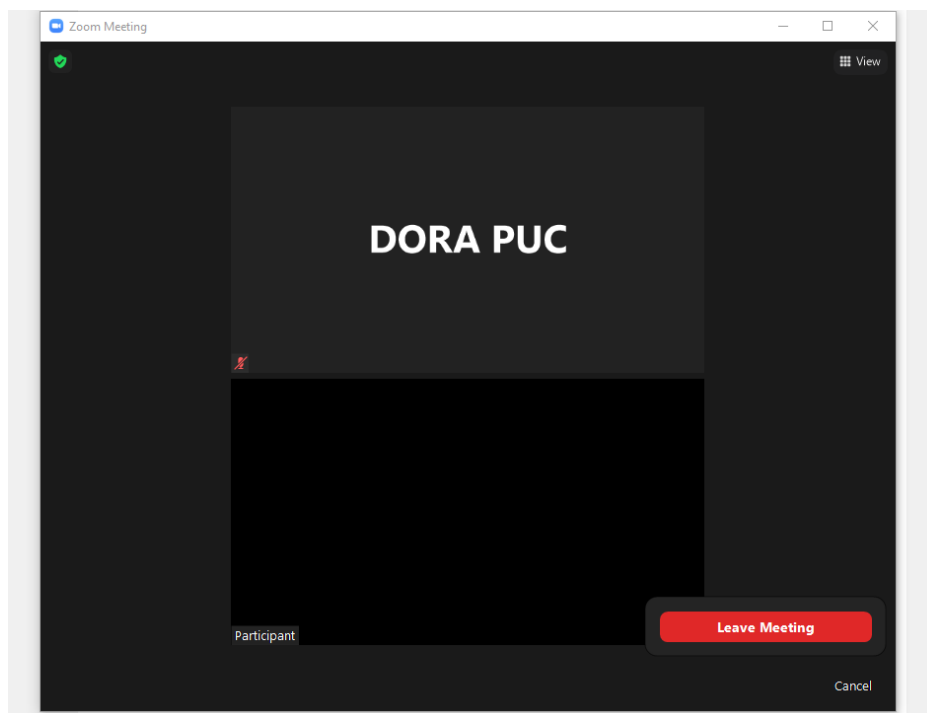 Zoom Meeting
View
DORA PUC
Participant
Leave Meeting
Cancel